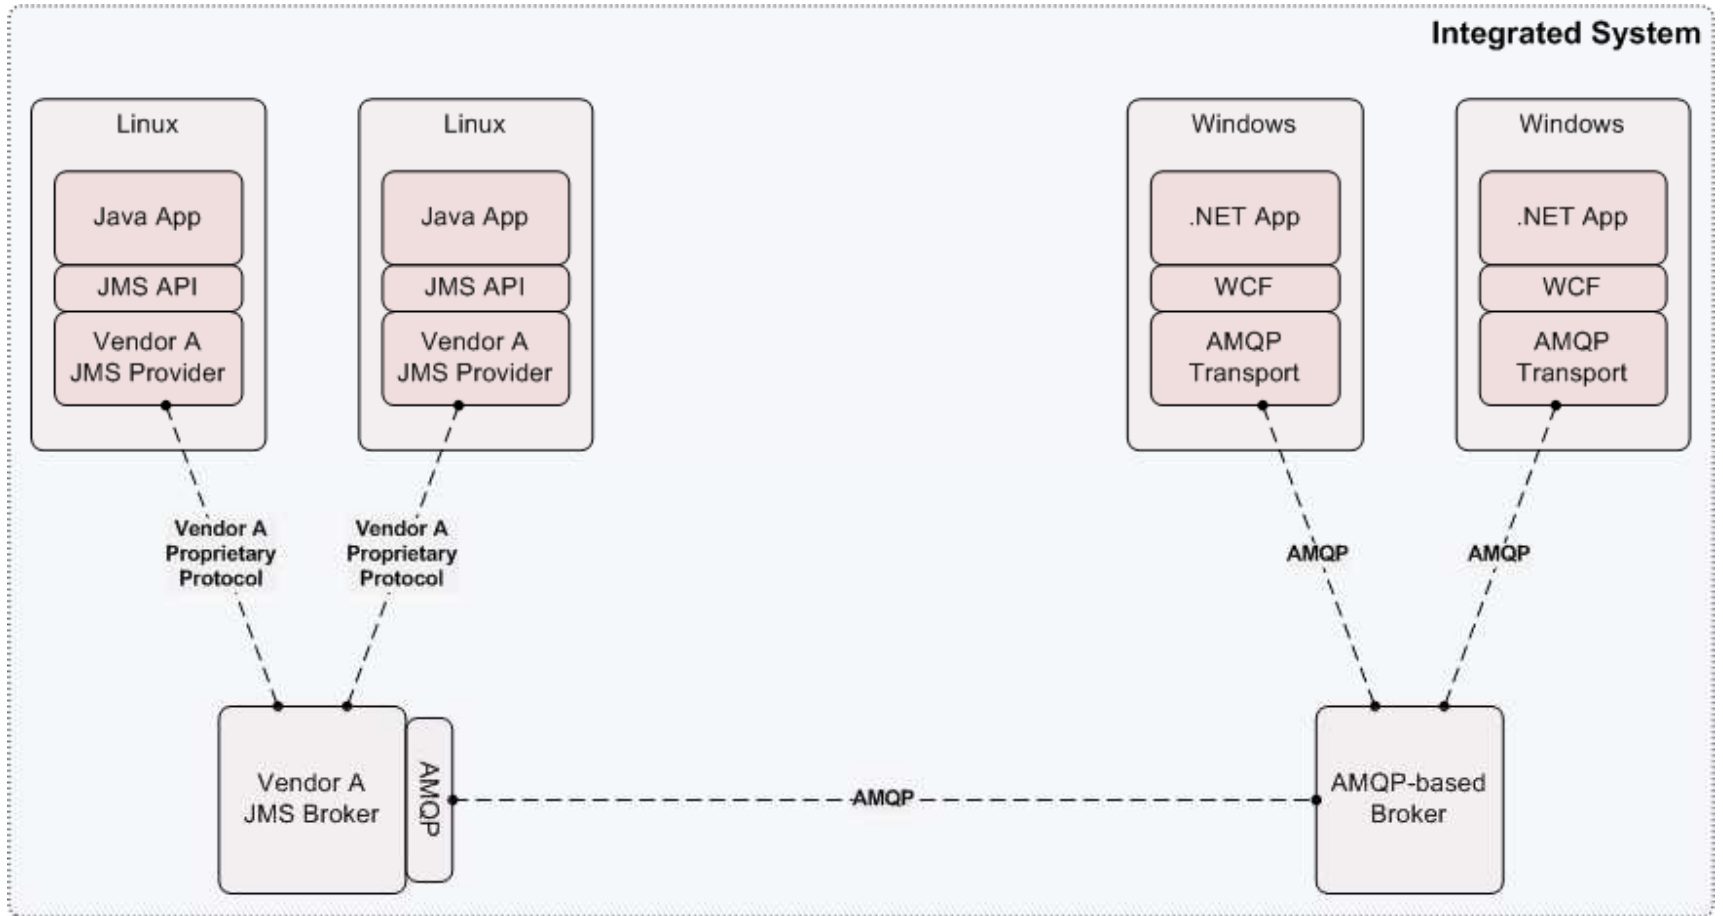 Integrated System
Linux
Java App
JMS API
Vendor A
JMS Provider
Linux
Java App
JMS API
Vendor A
JMS Provider
Windows
.NET App
WCF
AMQP
Transport
Windows
.NET App
WCF
AMQP
Transport
Vendor A
Proprietary
Protocol
Vendor A
Proprietary
Protocol
AMQP
AMQP
Vendor A
JMS Broker
AMQP
AMQP
AMQP-based
Broker